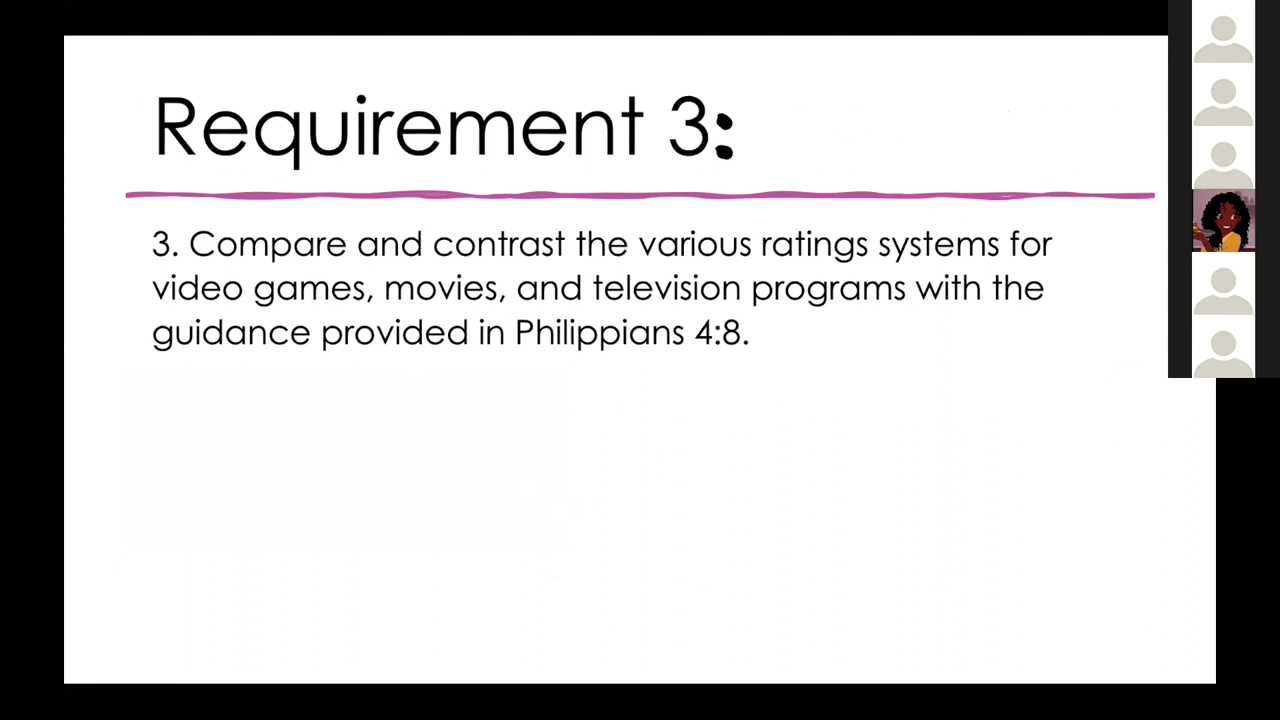 Requirement 3:
3. Compare and contrast the various ratings systems for
video games, movies, and television programs with the
guidance provided in Philippians 4:8.